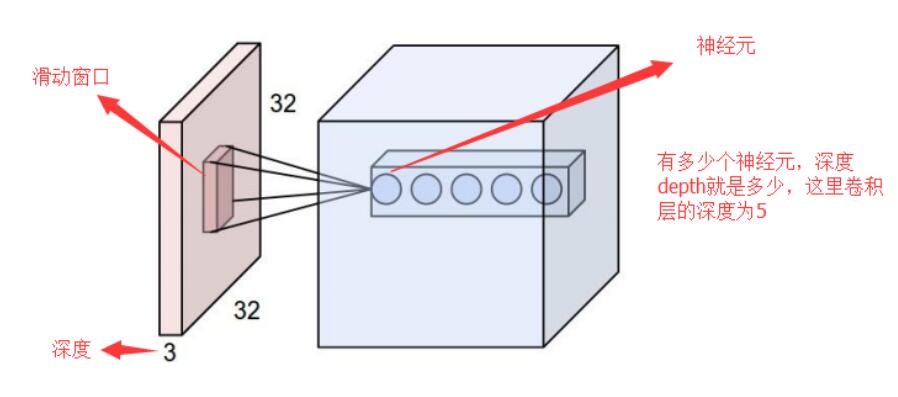 神经元
滑动窗口
32
有多少个神经元，深度
depth就是多少，这里卷积
层的深度为5
32
深度
3